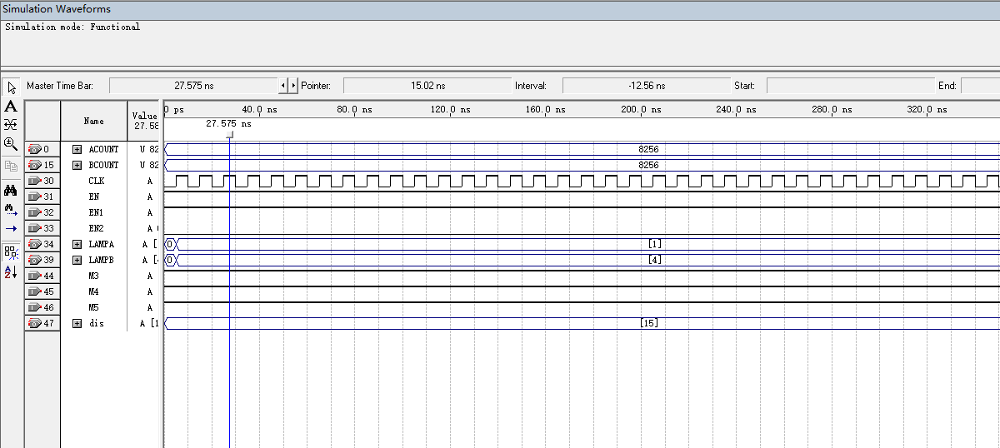 Simulation Waveforms
Simulation mode: Functional
Master Time Bar: 27.575 ns Pointer: 15.02 ns Interval: -12.56 ns Start: End:
Name Value 0 ps 40.0 ns 80.0 ns 120.0 ns 160.0 ns 200.0 ns 240.0 ns 280.0 ns 320.0 ns
27.58 27.575 ns
0 ACOUNT U 82 8256
15 BCOUNT U 82 8256
30 CLK A
31 EN A
32 EN1 A
33 EN2 A
34 LAMPA A [ 0 [1]
39 LAMPB A [ 0 [4]
44 M3 A
45 M4 A
46 M5 A
47 dis A [1 [15]